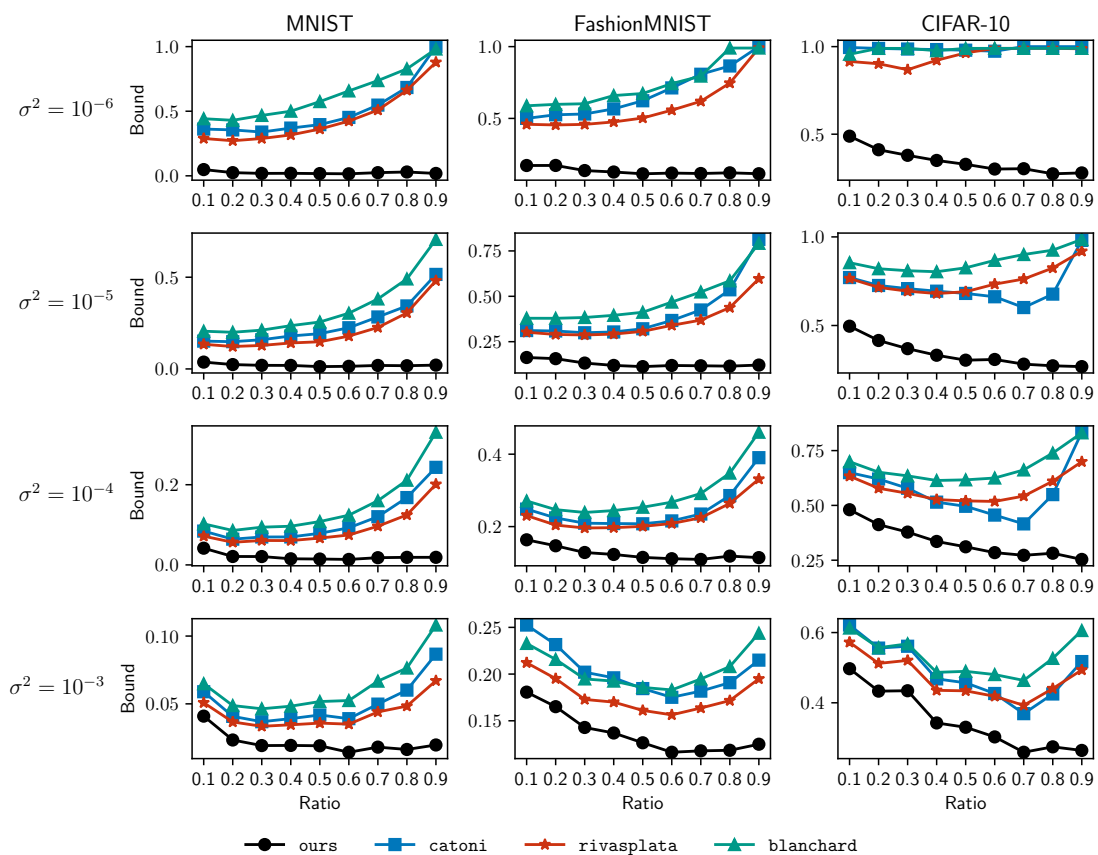 MNIST FashionMNIST CIFAR-10
σ² = 10⁻⁶
Bound
1.0
0.5
0.0
0.1 0.2 0.3 0.4 0.5 0.6 0.7 0.8 0.9
1.0
0.5
0.1 0.2 0.3 0.4 0.5 0.6 0.7 0.8 0.9
1.0
0.5
0.1 0.2 0.3 0.4 0.5 0.6 0.7 0.8 0.9
σ² = 10⁻⁵
Bound
0.5
0.0
0.1 0.2 0.3 0.4 0.5 0.6 0.7 0.8 0.9
0.75
0.50
0.25
0.1 0.2 0.3 0.4 0.5 0.6 0.7 0.8 0.9
1.0
0.5
0.1 0.2 0.3 0.4 0.5 0.6 0.7 0.8 0.9
σ² = 10⁻⁴
Bound
0.2
0.0
0.1 0.2 0.3 0.4 0.5 0.6 0.7 0.8 0.9
0.4
0.2
0.1 0.2 0.3 0.4 0.5 0.6 0.7 0.8 0.9
0.75
0.50
0.25
0.1 0.2 0.3 0.4 0.5 0.6 0.7 0.8 0.9
σ² = 10⁻³
Bound
0.10
0.05
0.1 0.2 0.3 0.4 0.5 0.6 0.7 0.8 0.9
Ratio
0.25
0.20
0.15
0.1 0.2 0.3 0.4 0.5 0.6 0.7 0.8 0.9
Ratio
0.6
0.4
0.1 0.2 0.3 0.4 0.5 0.6 0.7 0.8 0.9
Ratio
ours catoni rivasplata blanchard